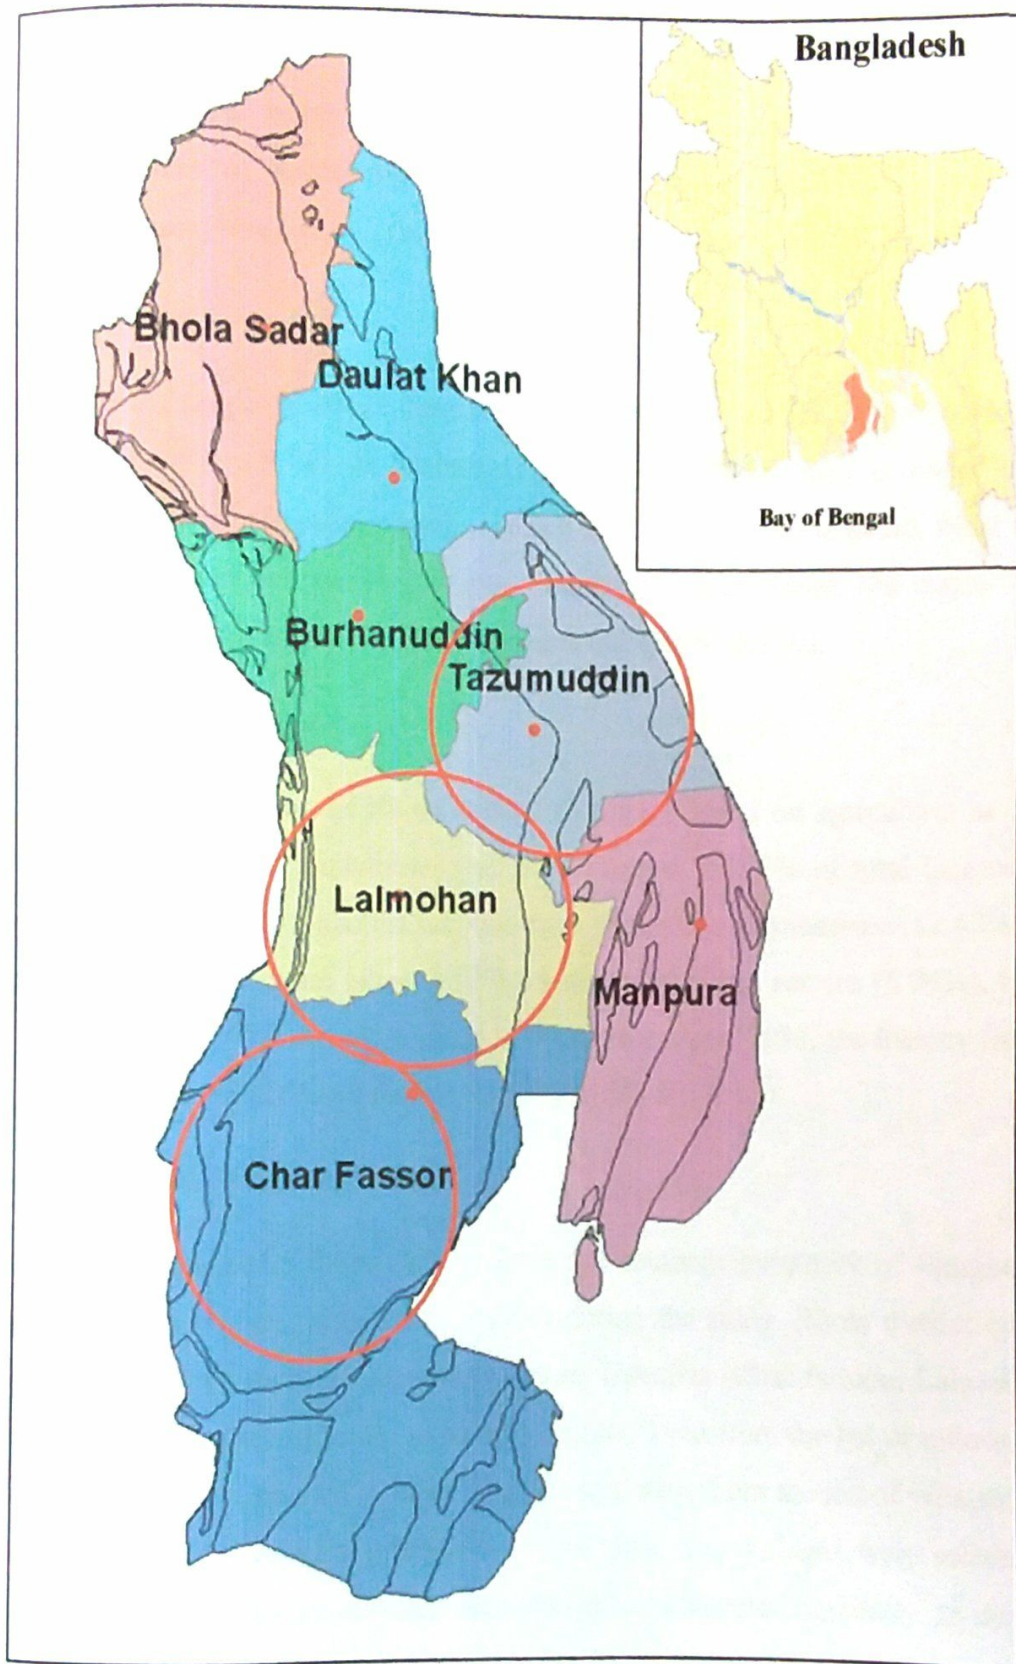 Bangladesh
Bhola Sadar
Daulat Khan
Bay of Bengal
Burhanuddin
Tazumuddin
Lalmohan
Manpura
Char Fasson